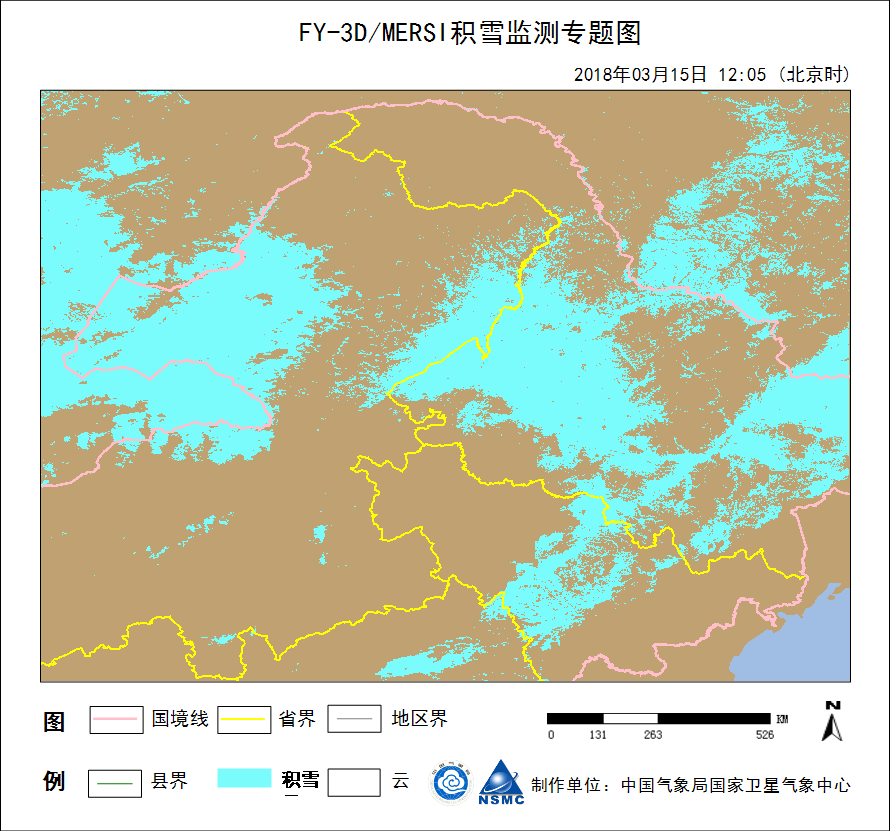 FY-3D/MERSI积雪监测专题图
2018年03月15日 12:05 (北京时)
图 国境线 省界 地区界
KM
0 131 263 526
N
例 县界 积雪 云
NSMC
制作单位：中国气象局国家卫星气象中心